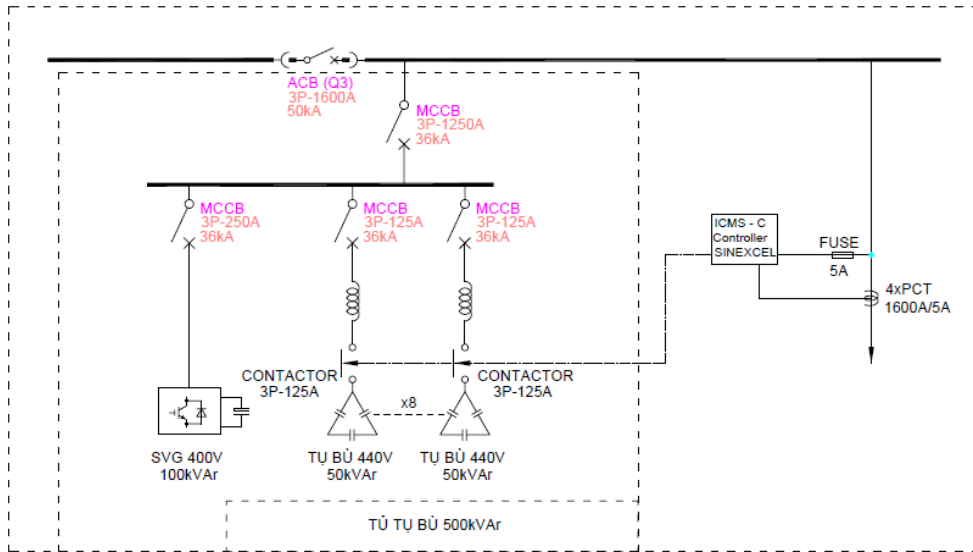 ACB (Q3)
3P-1600A
50kA
MCCB
3P-1250A
36kA
MCCB
3P-250A
36kA
MCCB
3P-125A
36kA
MCCB
3P-125A
36kA
ICMS - C
Controller
SINEXCEL
FUSE
5A
4xPCT
1600A/5A
CONTACTOR
3P-125A
CONTACTOR
3P-125A
x8
SVG 400V
100kVAr
TỤ BÙ 440V
50kVAr
TỤ BÙ 440V
50kVAr
TỦ TỤ BÙ 500kVAr